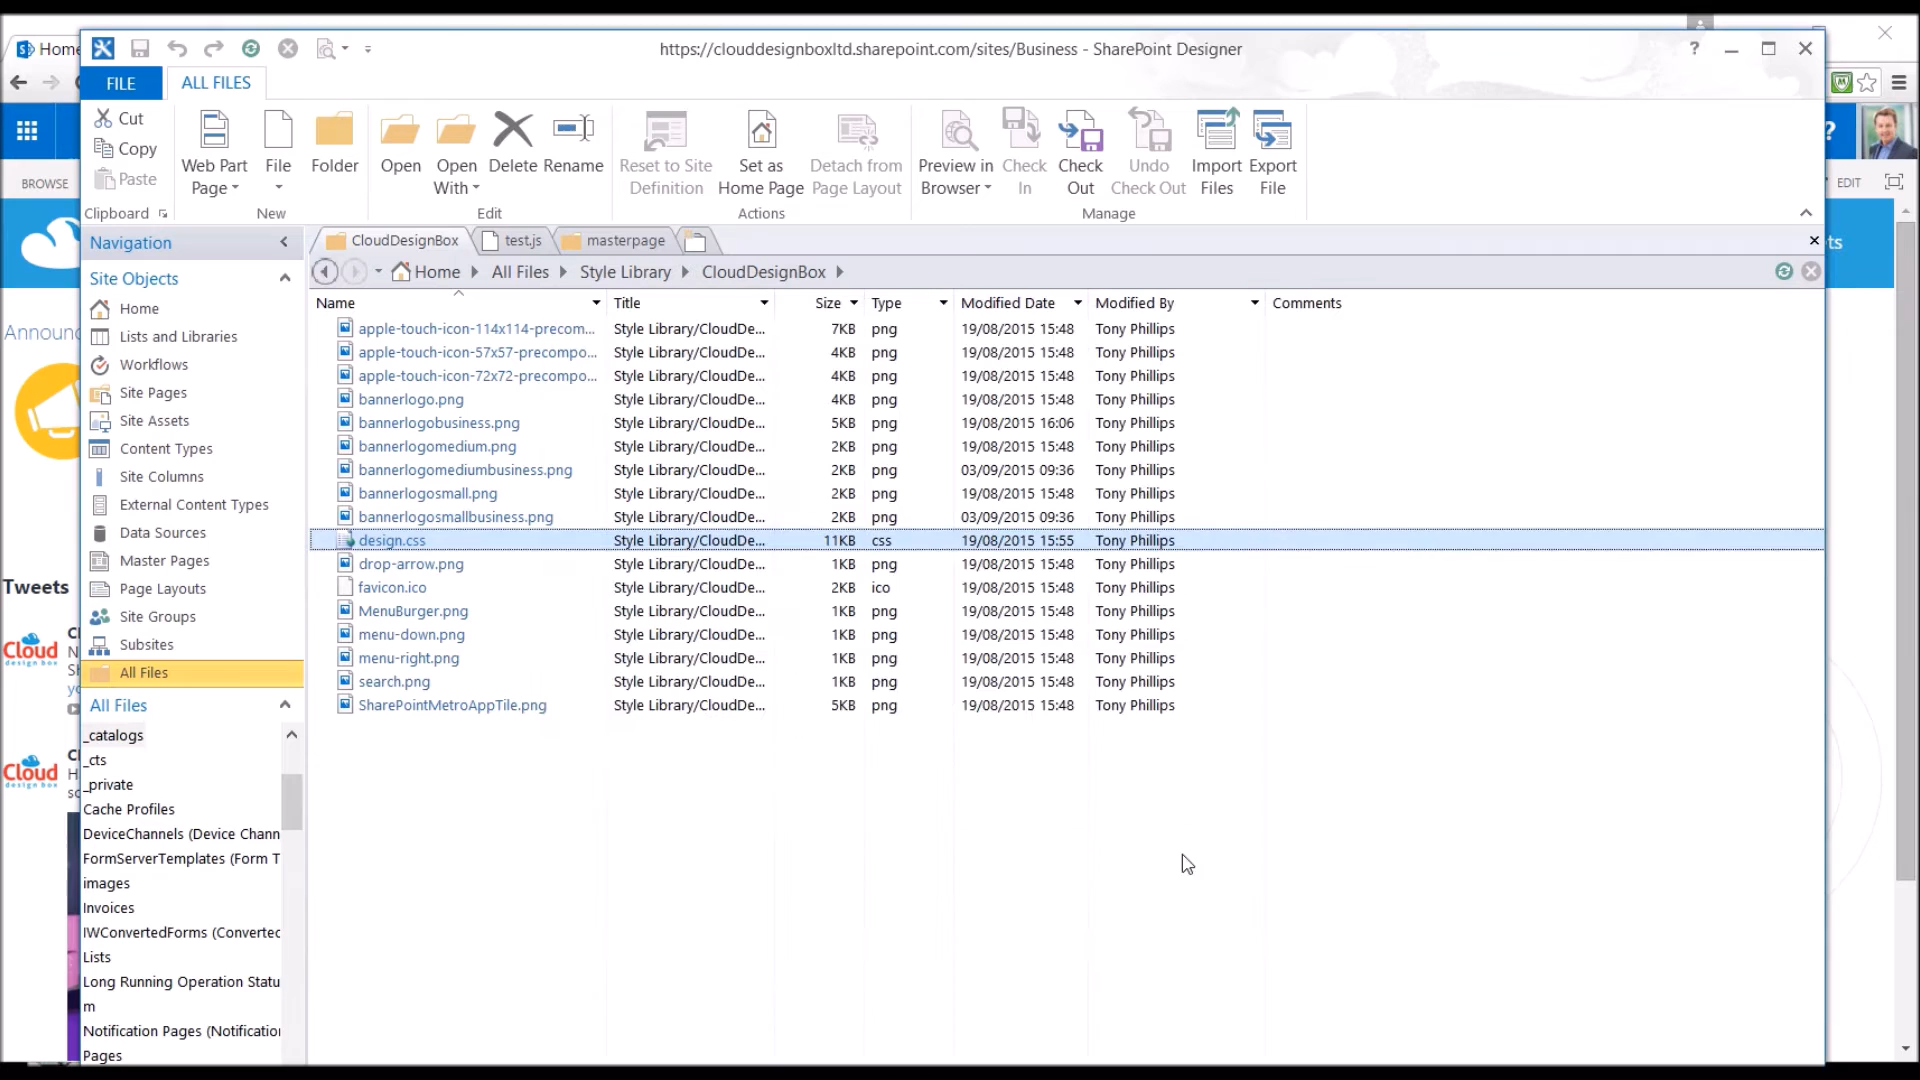 Home
https://clouddesignboxltd.sharepoint.com/sites/Business - SharePoint Designer
?
FILE
ALL FILES
Cut
Copy
Paste
Clipboard
Web Part
Page
File
Folder
New
Open
Open
With
Delete
Rename
Edit
Reset to Site
Definition
Set as
Home Page
Detach from
Page Layout
Actions
Preview in
Browser
Check
In
Check
Out
Undo
Check Out
Import
Files
Export
File
Manage
BROWSE
EDIT
?
ts
Navigation
CloudDesignBox
test.js
masterpage
Home
All Files
Style Library
CloudDesignBox
Site Objects
Home
Lists and Libraries
Workflows
Site Pages
Site Assets
Content Types
Site Columns
External Content Types
Data Sources
Master Pages
Page Layouts
Site Groups
Subsites
All Files
All Files
_catalogs
_cts
_private
Cache Profiles
DeviceChannels (Device Chann
FormServerTemplates (Form T
images
Invoices
IWConvertedForms (Converted
Lists
Long Running Operation Statu
m
Notification Pages (Notification
Pages
Name Title Size Type Modified Date Modified By Comments
apple-touch-icon-114x114-precom... Style Library/CloudDe... 7KB png 19/08/2015 15:48 Tony Phillips
apple-touch-icon-57x57-precompo... Style Library/CloudDe... 4KB png 19/08/2015 15:48 Tony Phillips
apple-touch-icon-72x72-precompo... Style Library/CloudDe... 4KB png 19/08/2015 15:48 Tony Phillips
bannerlogo.png Style Library/CloudDe... 4KB png 19/08/2015 15:48 Tony Phillips
bannerlogobusiness.png Style Library/CloudDe... 5KB png 19/08/2015 16:06 Tony Phillips
bannerlogomedium.png Style Library/CloudDe... 2KB png 19/08/2015 15:48 Tony Phillips
bannerlogomediumbusiness.png Style Library/CloudDe... 2KB png 03/09/2015 09:36 Tony Phillips
bannerlogosmall.png Style Library/CloudDe... 2KB png 19/08/2015 15:48 Tony Phillips
bannerlogosmallbusiness.png Style Library/CloudDe... 2KB png 03/09/2015 09:36 Tony Phillips
design.css Style Library/CloudDe... 11KB css 19/08/2015 15:55 Tony Phillips
drop-arrow.png Style Library/CloudDe... 1KB png 19/08/2015 15:48 Tony Phillips
favicon.ico Style Library/CloudDe... 2KB ico 19/08/2015 15:48 Tony Phillips
MenuBurger.png Style Library/CloudDe... 1KB png 19/08/2015 15:48 Tony Phillips
menu-down.png Style Library/CloudDe... 1KB png 19/08/2015 15:48 Tony Phillips
menu-right.png Style Library/CloudDe... 1KB png 19/08/2015 15:48 Tony Phillips
search.png Style Library/CloudDe... 1KB png 19/08/2015 15:48 Tony Phillips
SharePointMetroAppTile.png Style Library/CloudDe... 5KB png 19/08/2015 15:48 Tony Phillips
Announc
Tweets
Cloud
design box
Cloud
design box